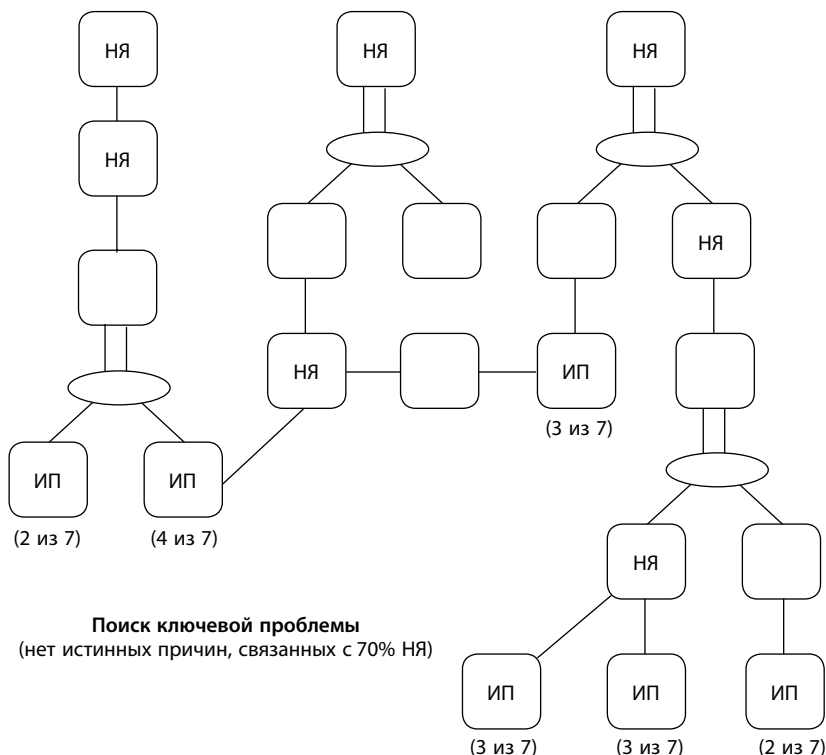 НЯ
НЯ
НЯ
НЯ
НЯ
НЯ
ИП
(3 из 7)
ИП
ИП
(2 из 7)
(4 из 7)
НЯ
Поиск ключевой проблемы
(нет истинных причин, связанных с 70% НЯ)
ИП
ИП
ИП
(3 из 7)
(3 из 7)
(2 из 7)